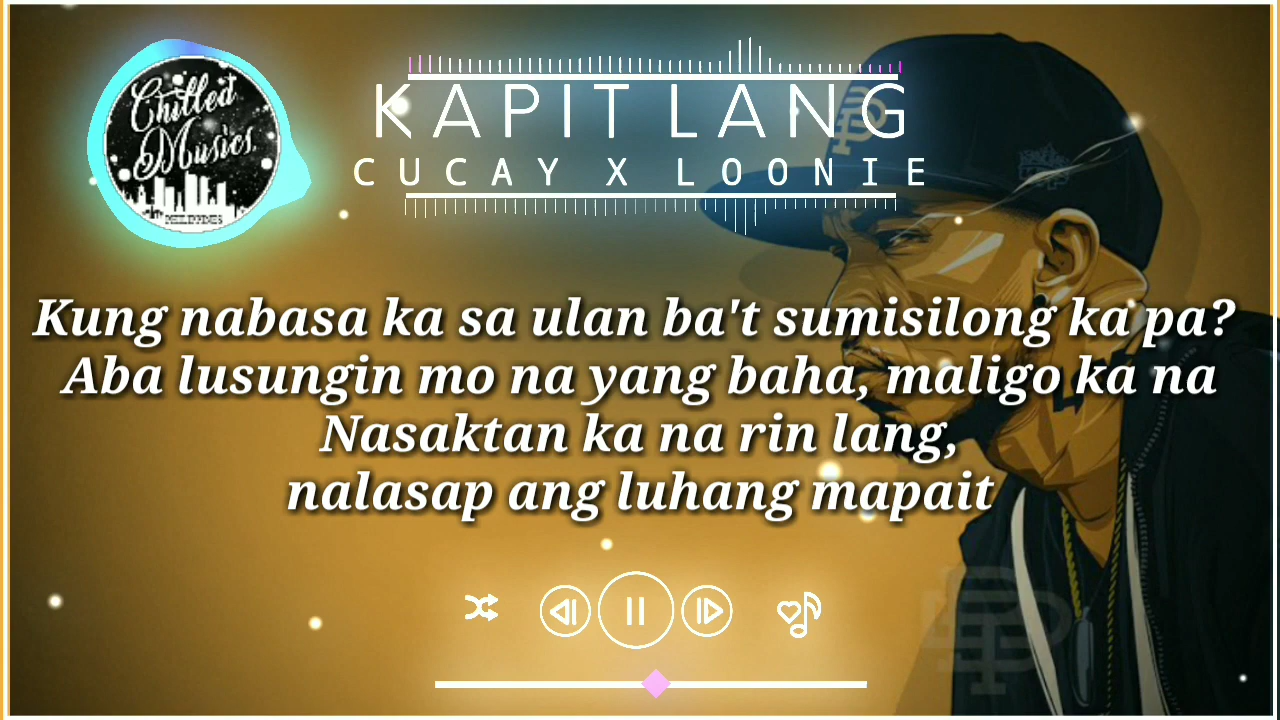 Chilled
Musics
PHILIPPINES
KAPIT LANG
CUCAY X LOONIE
Kung nabasa ka sa ulan ba't sumisilong ka pa?
Aba lusungin mo na yang baha, maligo ka na
Nasaktan ka na rin lang,
nalasap ang luhang mapait